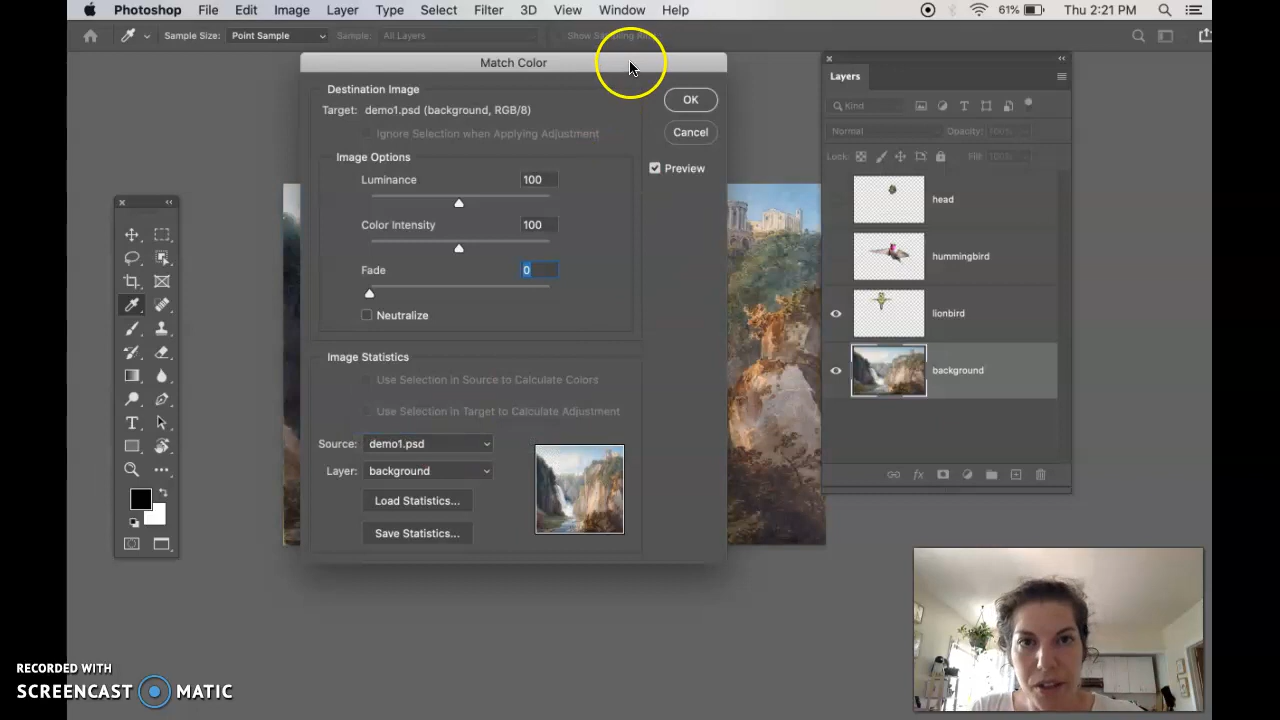 Photoshop File Edit Image Layer Type Select Filter 3D View Window Help 61% Thu 2:21 PM
Sample Size: Point Sample Sample: All Layers Show Sampling
Match Color
Destination Image
Target: demo1.psd (background, RGB/8)
Ignore Selection when Applying Adjustment
OK
Cancel
Preview
Image Options
Luminance 100
Color Intensity 100
Fade 0
Neutralize
Image Statistics
Use Selection in Source to Calculate Colors
Use Selection in Target to Calculate Adjustment
Source: demo1.psd
Layer: background
Load Statistics...
Save Statistics...
Layers
Kind
Normal Opacity: 100%
Lock: Fill: 100%
head
hummingbird
lionbird
background
fx
RECORDED WITH
SCREENCAST MATIC